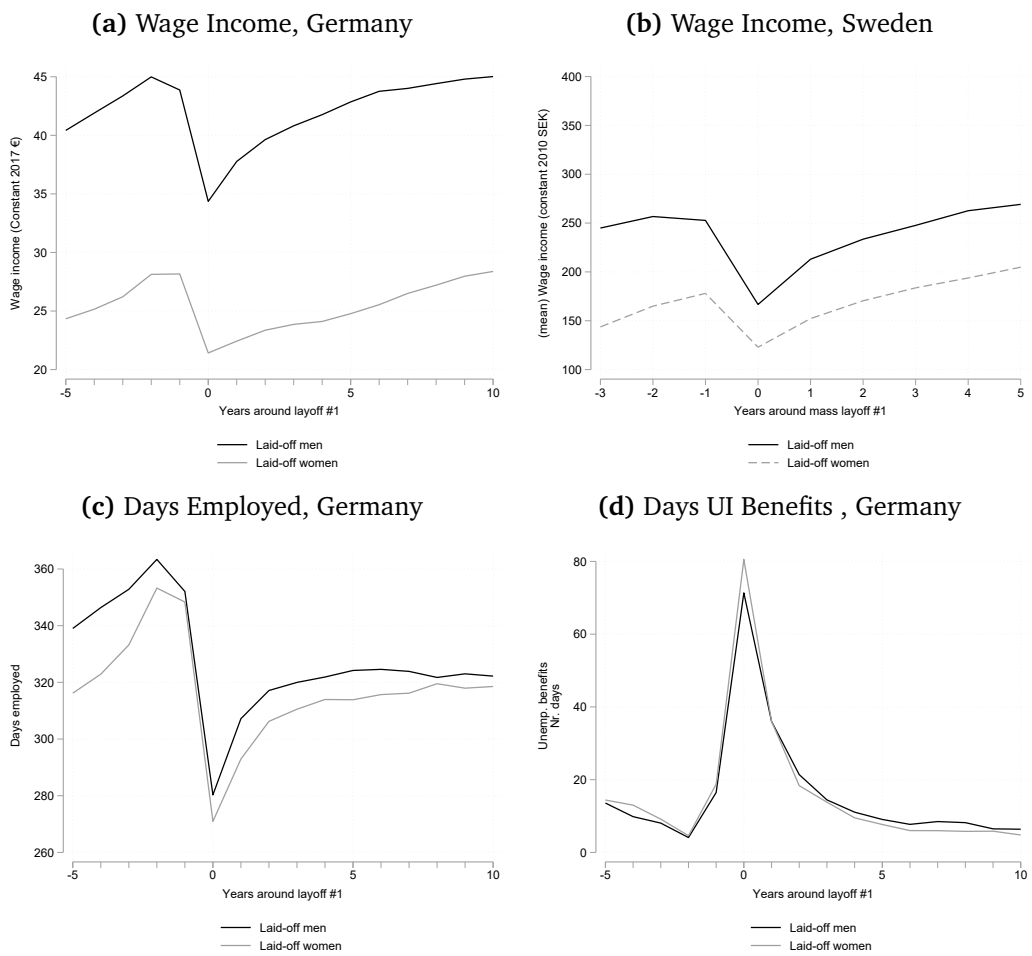 (a) Wage Income, Germany
Wage income (Constant 2017 €)
45
40
35
30
25
20
-5
0
5
10
Years around layoff #1
Laid-off men
Laid-off women
(b) Wage Income, Sweden
(mean) Wage income (constant 2010 SEK)
400
350
300
250
200
150
100
-3
-2
-1
0
1
2
3
4
5
Years around mass layoff #1
Laid-off men
Laid-off women
(c) Days Employed, Germany
Days employed
360
340
320
300
280
260
-5
0
5
10
Years around layoff #1
Laid-off men
Laid-off women
(d) Days UI Benefits , Germany
Unemp. benefits
Nr. days
80
60
40
20
0
-5
0
5
10
Years around layoff #1
Laid-off men
Laid-off women